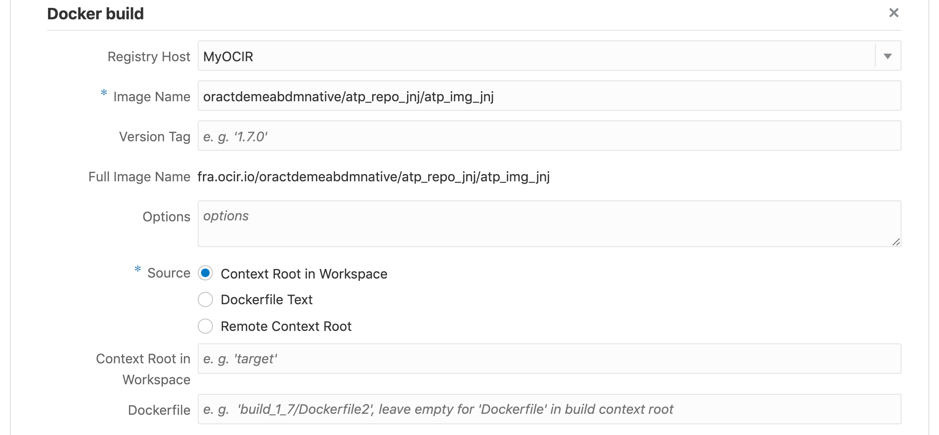 Docker build
×
Registry Host MyOCIR
* Image Name oractdemeabdmnative/atp_repo_jnj/atp_img_jnj
Version Tag e. g. '1.7.0'
Full Image Name fra.ocir.io/oractdemeabdmnative/atp_repo_jnj/atp_img_jnj
Options options
* Source Context Root in Workspace
Dockerfile Text
Remote Context Root
Context Root in Workspace e. g. 'target'
Dockerfile e. g. 'build_1_7/Dockerfile2', leave empty for 'Dockerfile' in build context root